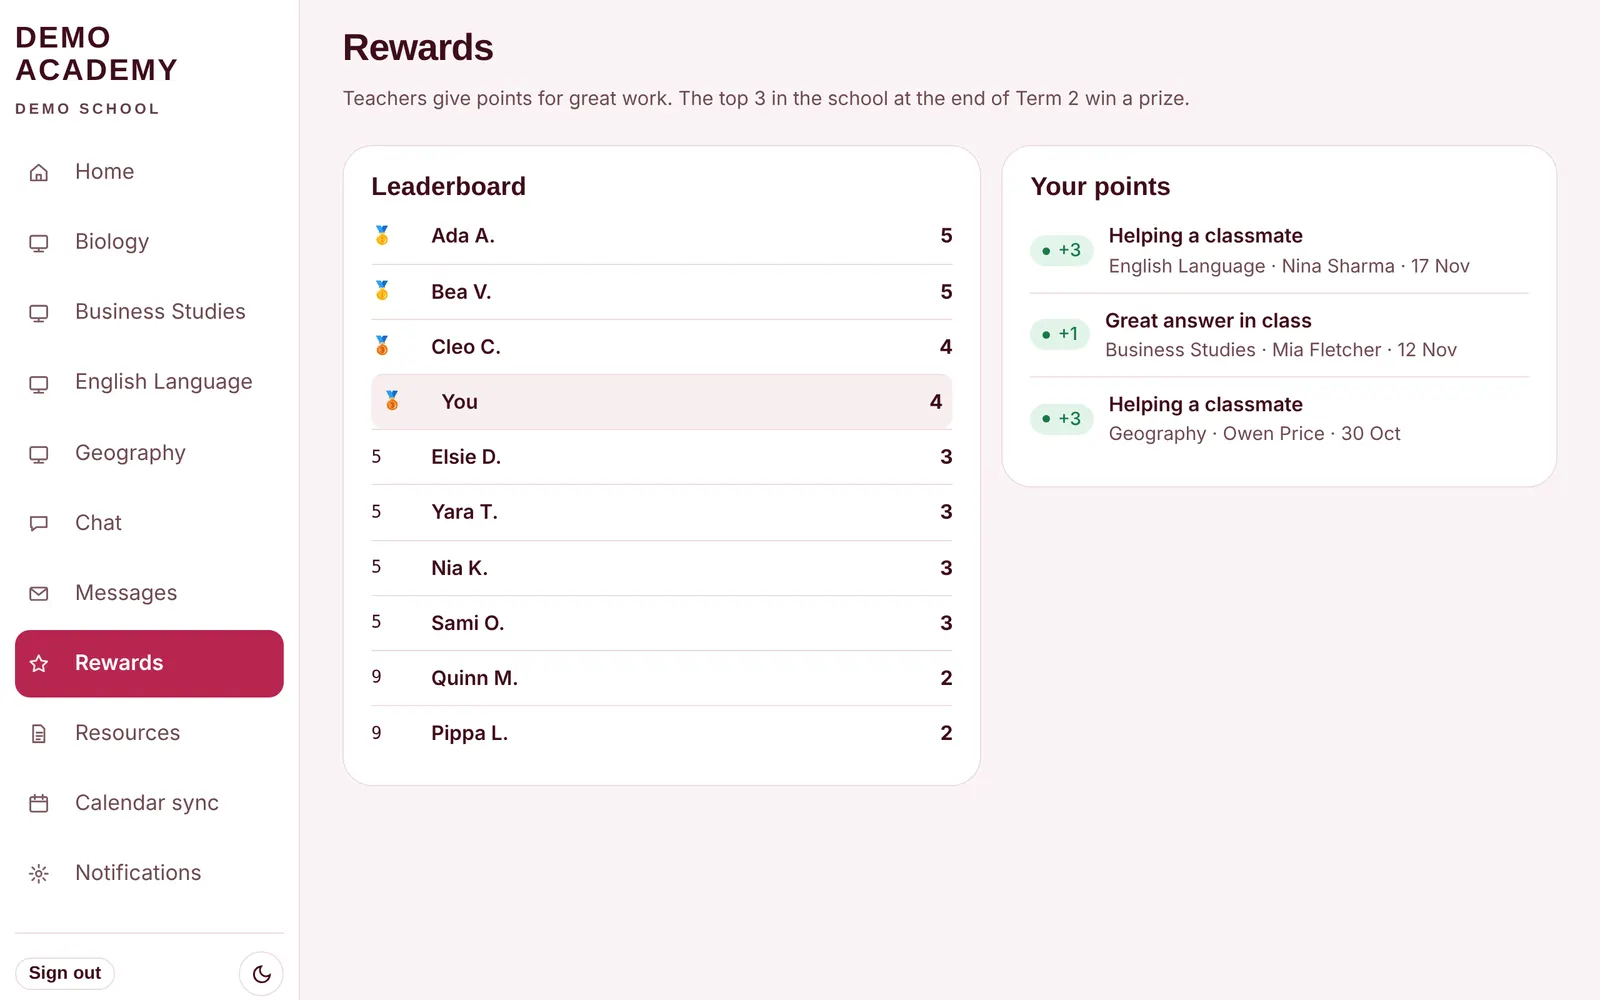 DEMO
ACADEMY
DEMO SCHOOL
Home
Biology
Business Studies
English Language
Geography
Chat
Messages
Rewards
Resources
Calendar sync
Notifications
Sign out
Rewards
Teachers give points for great work. The top 3 in the school at the end of Term 2 win a prize.
Leaderboard
🥇 Ada A. 5
🥇 Bea V. 5
🥉 Cleo C. 4
🥉 You 4
5 Elsie D. 3
5 Yara T. 3
5 Nia K. 3
5 Sami O. 3
9 Quinn M. 2
9 Pippa L. 2
Your points
+3 Helping a classmate
English Language · Nina Sharma · 17 Nov
+1 Great answer in class
Business Studies · Mia Fletcher · 12 Nov
+3 Helping a classmate
Geography · Owen Price · 30 Oct